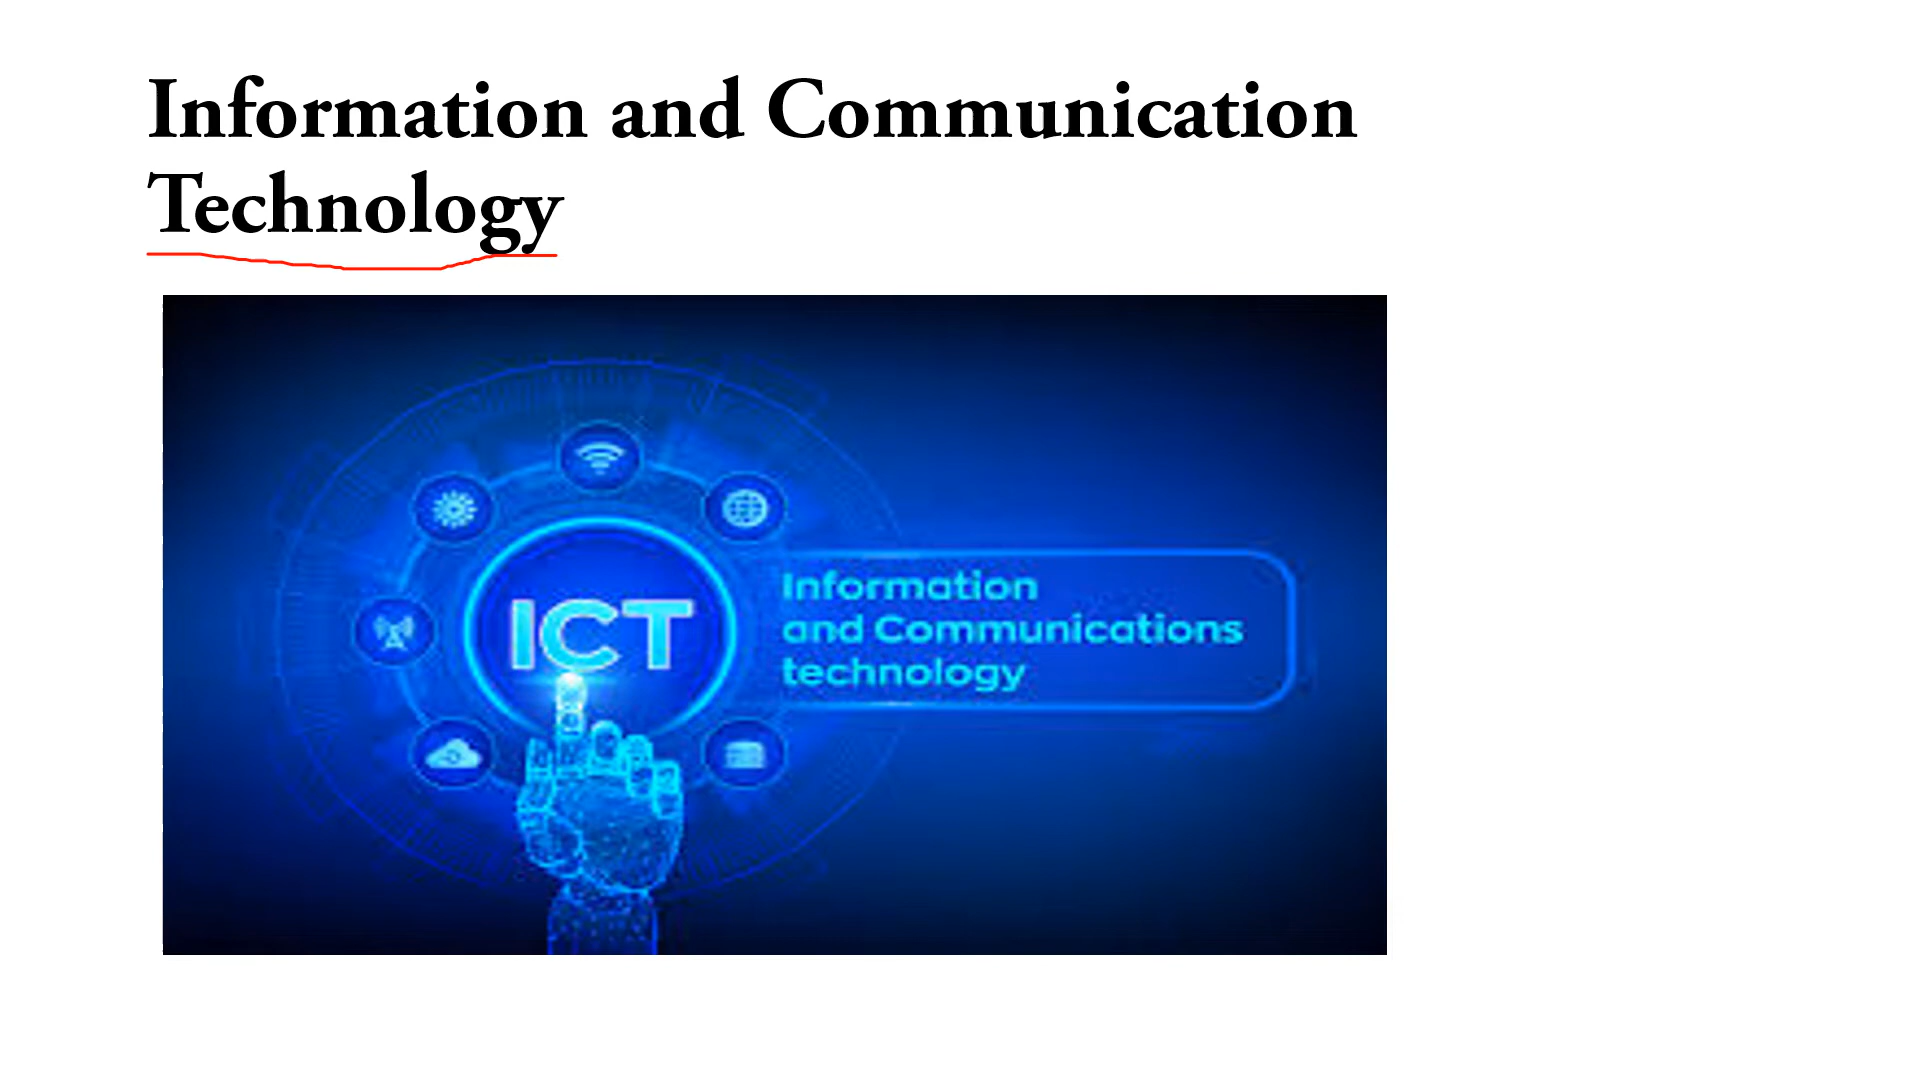 Information and Communication
Technology
ICT
Information
and Communications
technology